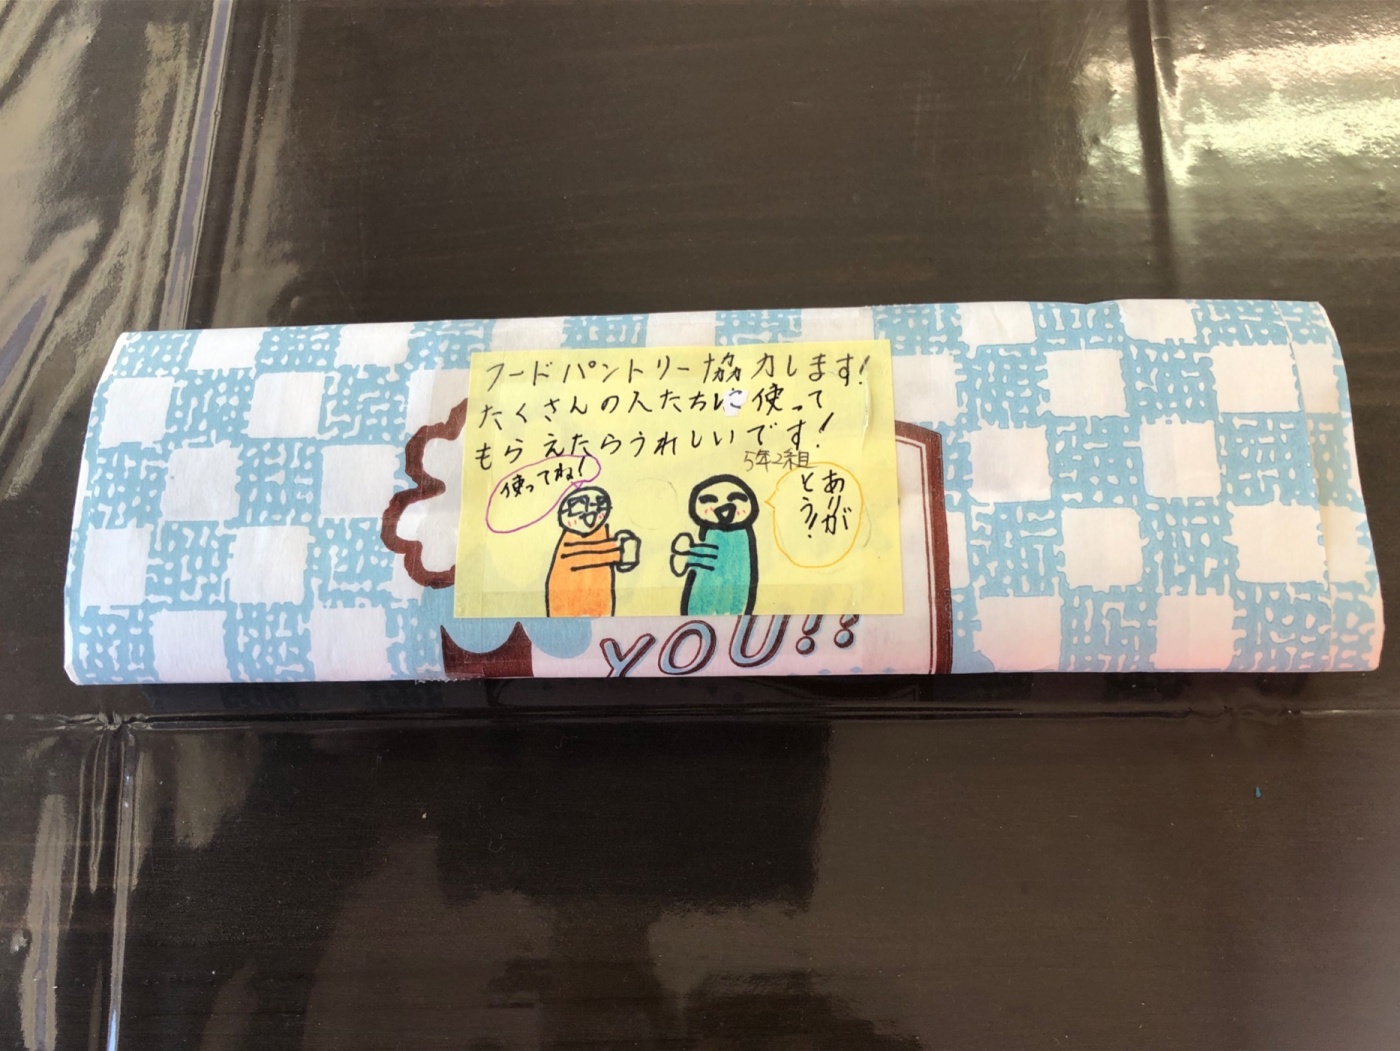 フードパントリー協力します!
たくさんの人たちに使って
もらえたらうれしいです!
5年2組
使ってね!
ありが
とう!
YOU!!